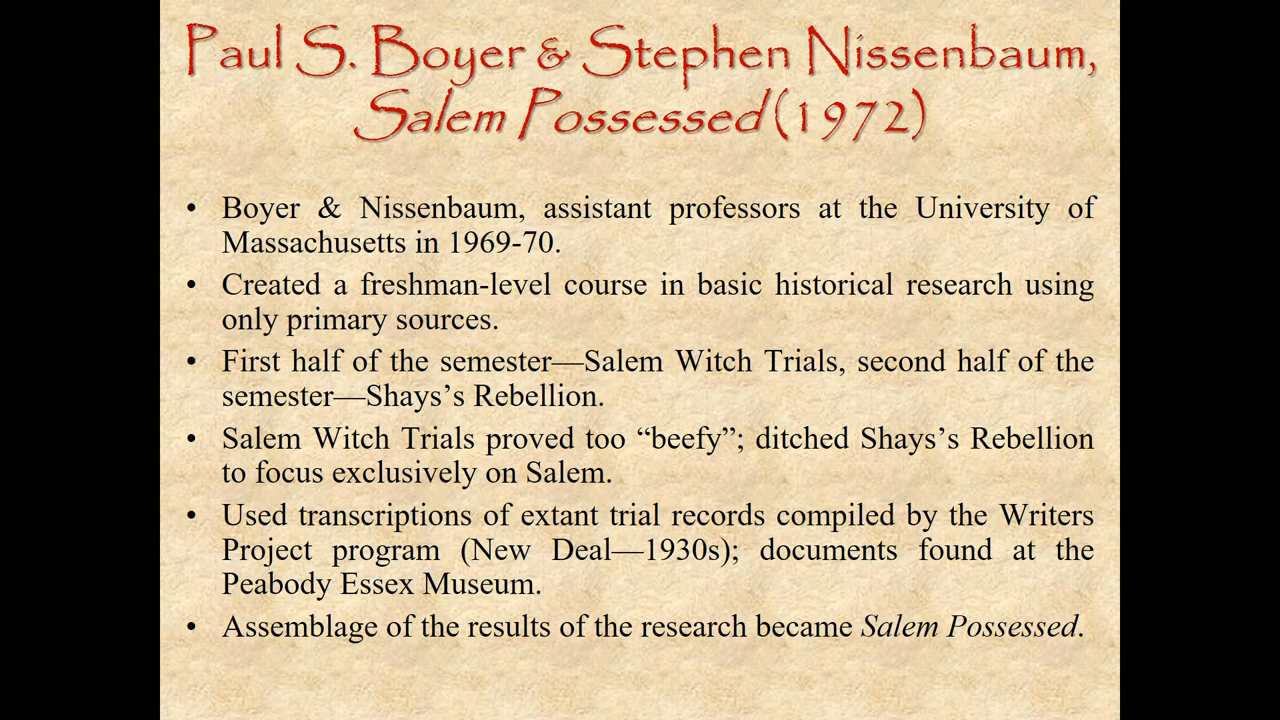 Paul S. Boyer & Stephen Nissenbaum,
Salem Possessed (1972)
• Boyer & Nissenbaum, assistant professors at the University of
Massachusetts in 1969-70.
• Created a freshman-level course in basic historical research using
only primary sources.
• First half of the semester—Salem Witch Trials, second half of the
semester—Shays’s Rebellion.
• Salem Witch Trials proved too “beefy”; ditched Shays’s Rebellion
to focus exclusively on Salem.
• Used transcriptions of extant trial records compiled by the Writers
Project program (New Deal—1930s); documents found at the
Peabody Essex Museum.
• Assemblage of the results of the research became Salem Possessed.